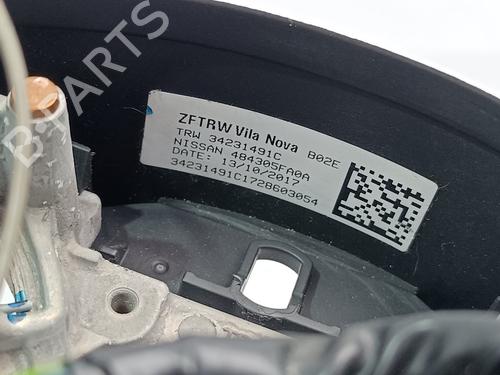 ZFTRW Vila Nova B02E
TRW 34231491C
NISSAN 484305FA0A
DATE: 13/10/2017
34231491C1728603054